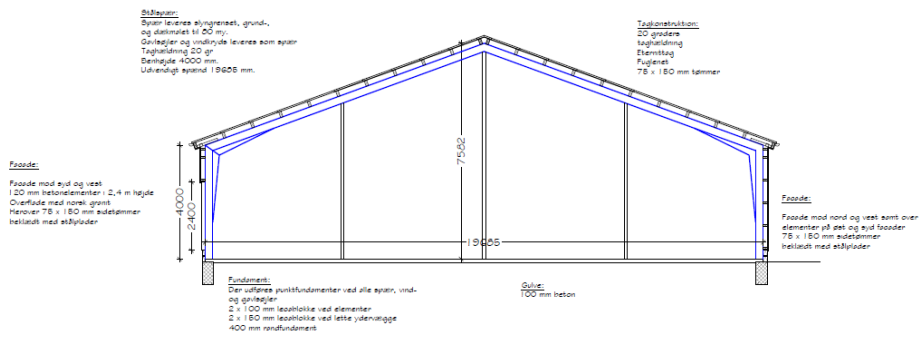 Stålspær:
Spær leveres slyngrenset, grund-,
og dækmalet til 80 my.
Gavlsøjler og vindkryds leveres som spær
Taghældning 20 gr
Benhøjde 4000 mm.
Udvendigt spænd 19685 mm.
Tagkonstruktion:
20 graders
taghældning
Eternittag
Fuglenet
75 x 150 mm tømmer
7582
Facade:
Facade mod syd og vest
120 mm betonelementer i 2,4 m højde
Overflade med norsk granit
Herover 75 x 150 mm sidetømmer
beklædt med stålplader
4000
2400
19685
Facade:
Facade mod nord og vest samt over
elementer på øst og syd facader
75 x 150 mm sidetømmer
beklædt med stålplader
Fundament:
Der udføres punktfundamenter ved alle spær, vind-
og gavlsøjler
2 x 100 mm lecablokke ved elementer
2 x 150 mm lecablokke ved lette ydervægge
400 mm randfundament
Gulve:
100 mm beton